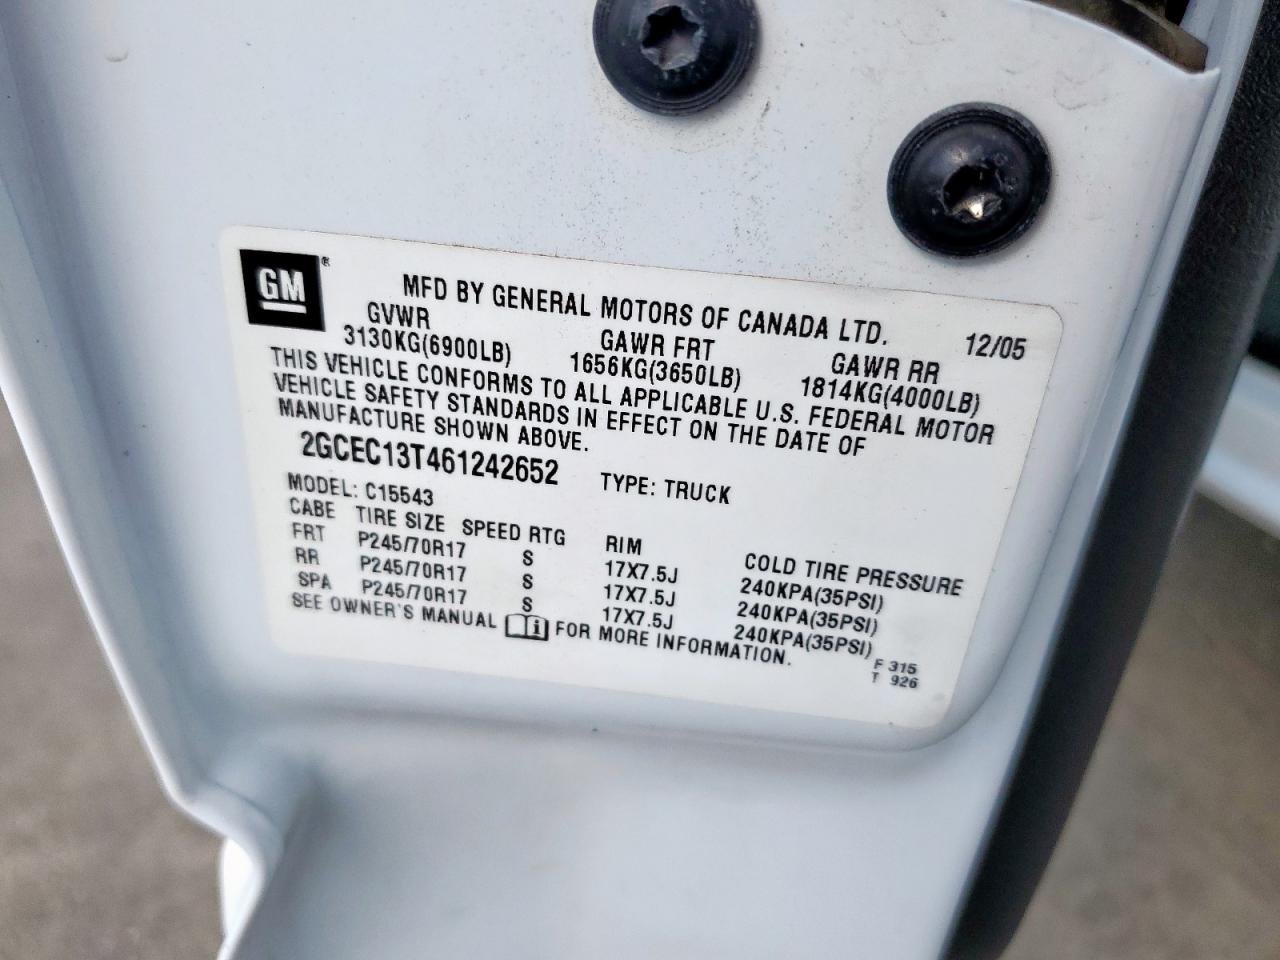 GM®
MFD BY GENERAL MOTORS OF CANADA LTD. 12/05
GVWR GAWR FRT GAWR RR
3130KG(6900LB) 1656KG(3650LB) 1814KG(4000LB)
THIS VEHICLE CONFORMS TO ALL APPLICABLE U.S. FEDERAL MOTOR
VEHICLE SAFETY STANDARDS IN EFFECT ON THE DATE OF
MANUFACTURE SHOWN ABOVE.
2GCEC13T461242652 TYPE: TRUCK
MODEL: C15543
CABE TIRE SIZE SPEED RTG RIM COLD TIRE PRESSURE
FRT P245/70R17 S 17X7.5J 240KPA(35PSI)
RR P245/70R17 S 17X7.5J 240KPA(35PSI)
SPA P245/70R17 S 17X7.5J 240KPA(35PSI)
SEE OWNER'S MANUAL i FOR MORE INFORMATION.
F 315
T 926